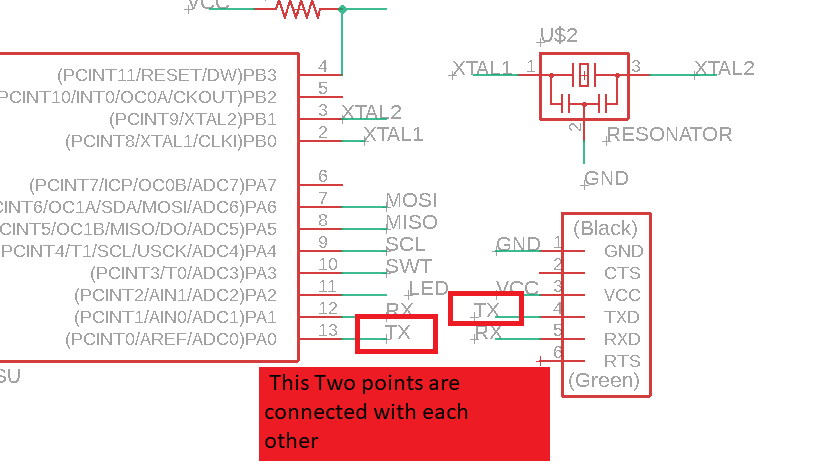 VCC
U$2
XTAL1 1 3 XTAL2
2
RESONATOR
GND
(PCINT11/RESET/DW)PB3 4
PCINT10/INT0/OC0A/CKOUT)PB2 5
(PCINT9/XTAL2)PB1 3 XTAL2
(PCINT8/XTAL1/CLKI)PB0 2 XTAL1
(PCINT7/ICP/OC0B/ADC7)PA7 6
CINT6/OC1A/SDA/MOSI/ADC6)PA6 7 MOSI
CINT5/OC1B/MISO/DO/ADC5)PA5 8 MISO
PCINT4/T1/SCL/USCK/ADC4)PA4 9 SCL
(PCINT3/T0/ADC3)PA3 10 SWT
(PCINT2/AIN1/ADC2)PA2 11 LED
(PCINT1/AIN0/ADC1)PA1 12 RX
(PCINT0/AREF/ADC0)PA0 13 TX
SU
(Black)
GND 1 GND
2 CTS
VCC 3 VCC
TX 4 TXD
RX 5 RXD
6 RTS
(Green)
This Two points are
connected with each
other